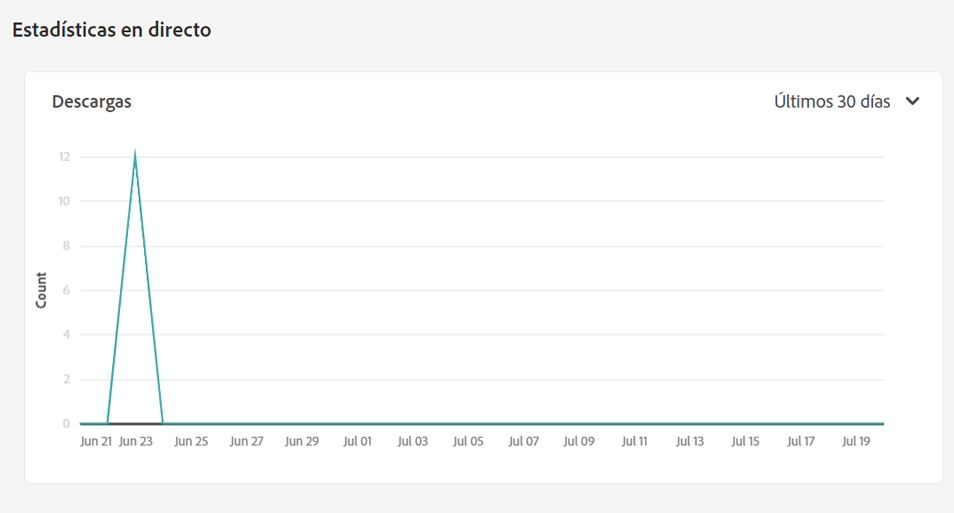 Estadísticas en directo
Descargas
Últimos 30 días
12
10
8
6
4
2
0
Count
Jun 21 Jun 23 Jun 25 Jun 27 Jun 29 Jul 01 Jul 03 Jul 05 Jul 07 Jul 09 Jul 11 Jul 13 Jul 15 Jul 17 Jul 19